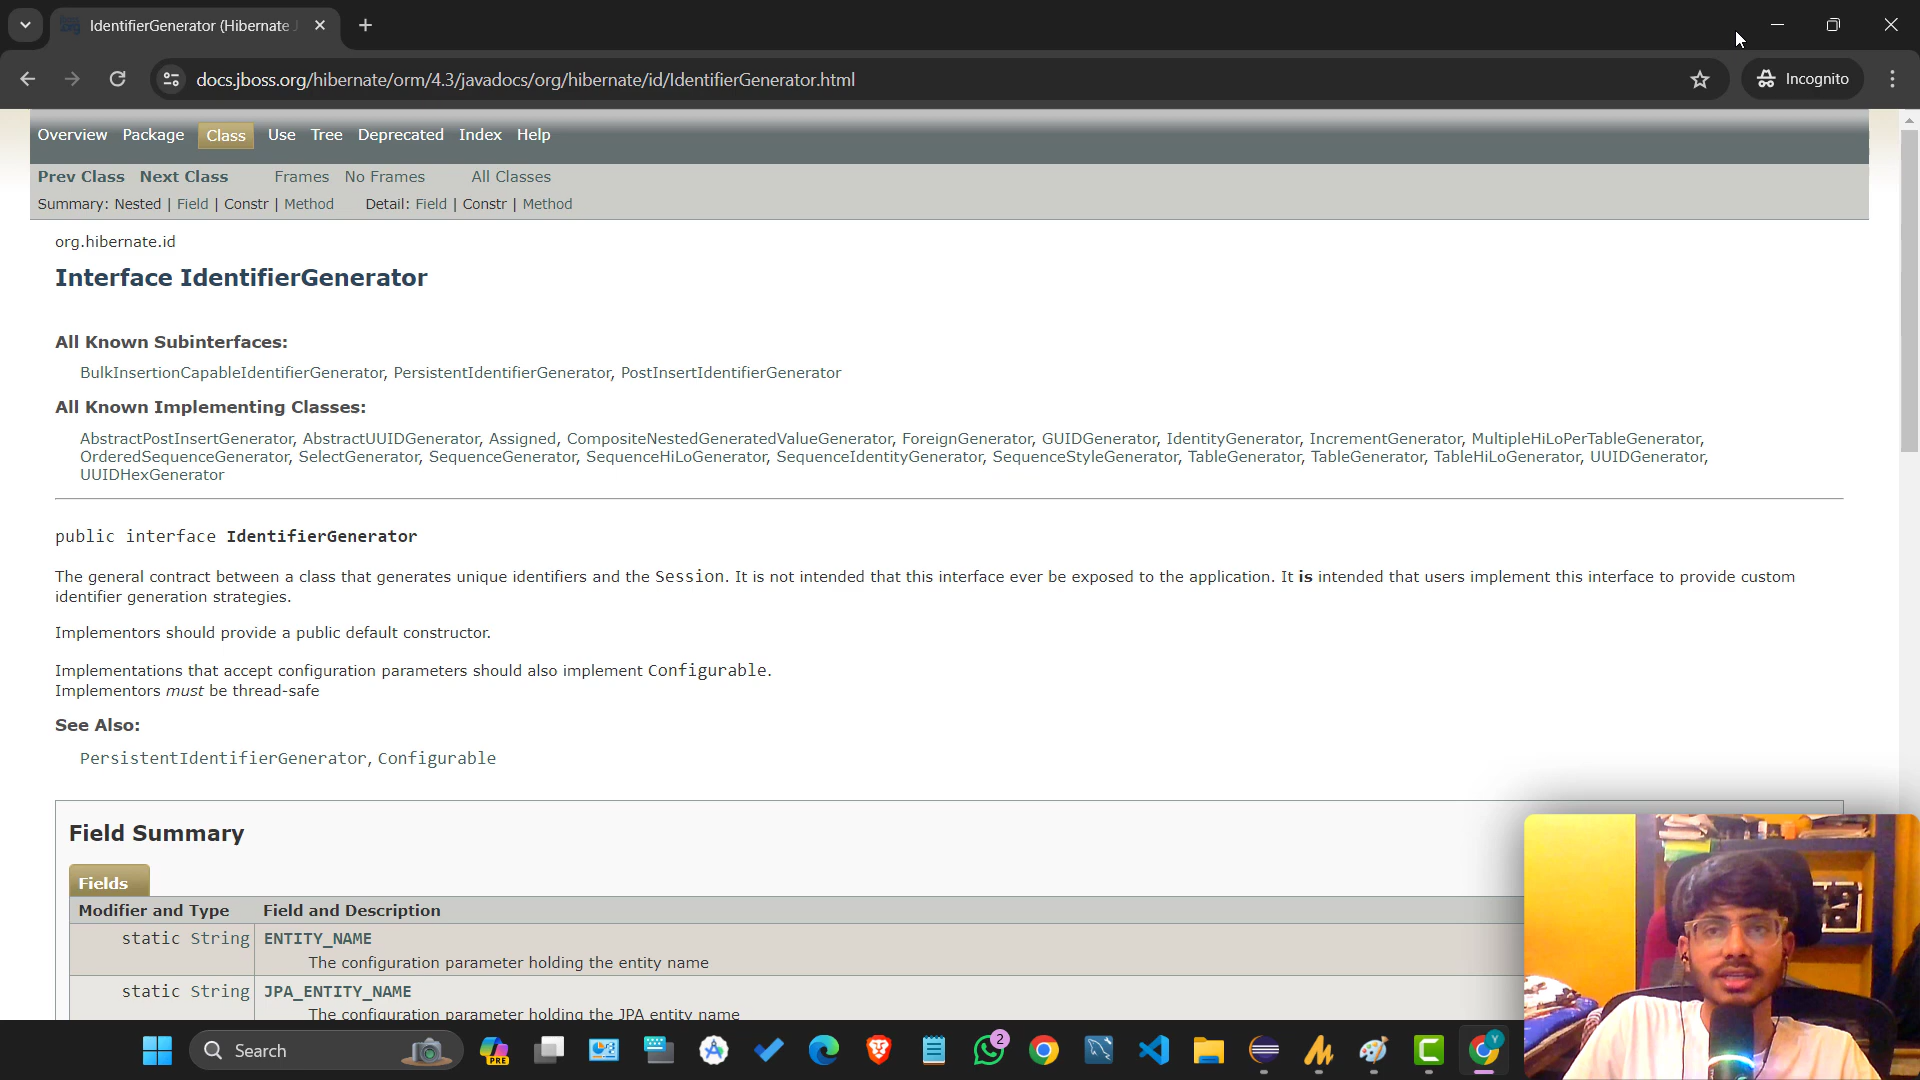 IdentifierGenerator (Hibernate J
docs.jboss.org/hibernate/orm/4.3/javadocs/org/hibernate/id/IdentifierGenerator.html
Incognito
Overview Package Class Use Tree Deprecated Index Help
Prev Class Next Class Frames No Frames All Classes
Summary: Nested | Field | Constr | Method Detail: Field | Constr | Method
org.hibernate.id
Interface IdentifierGenerator
All Known Subinterfaces:
BulkInsertionCapableIdentifierGenerator, PersistentIdentifierGenerator, PostInsertIdentifierGenerator
All Known Implementing Classes:
AbstractPostInsertGenerator, AbstractUUIDGenerator, Assigned, CompositeNestedGeneratedValueGenerator, ForeignGenerator, GUIDGenerator, IdentityGenerator, IncrementGenerator, MultipleHiLoPerTableGenerator,
OrderedSequenceGenerator, SelectGenerator, SequenceGenerator, SequenceHiLoGenerator, SequenceIdentityGenerator, SequenceStyleGenerator, TableGenerator, TableGenerator, TableHiLoGenerator, UUIDGenerator,
UUIDHexGenerator
public interface IdentifierGenerator
The general contract between a class that generates unique identifiers and the Session. It is not intended that this interface ever be exposed to the application. It is intended that users implement this interface to provide custom
identifier generation strategies.
Implementors should provide a public default constructor.
Implementations that accept configuration parameters should also implement Configurable.
Implementors must be thread-safe
See Also:
PersistentIdentifierGenerator, Configurable
Field Summary
Fields
Modifier and Type Field and Description
static String ENTITY_NAME
The configuration parameter holding the entity name
static String JPA_ENTITY_NAME
The configuration parameter holding the JPA entity name
Search
PRE
2
Y